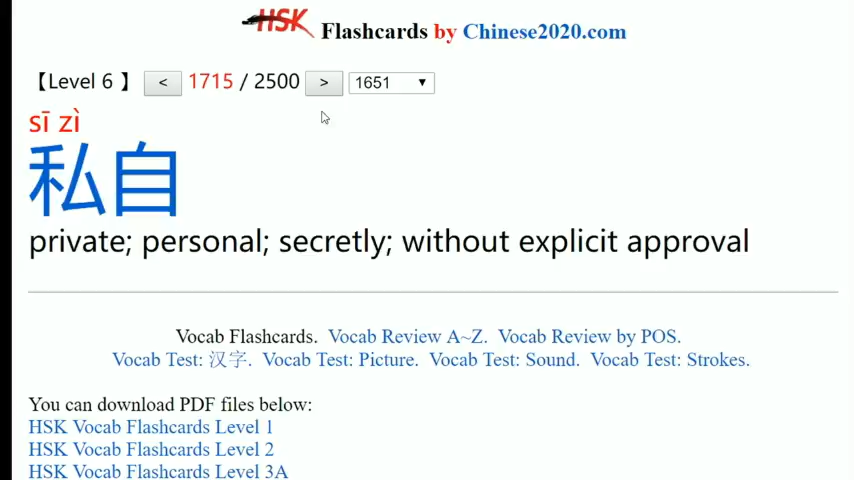 HSK Flashcards by Chinese2020.com
【Level 6 】 < 1715 / 2500 > 1651
sī zì
私自
private; personal; secretly; without explicit approval
Vocab Flashcards. Vocab Review A~Z. Vocab Review by POS.
Vocab Test: 汉字. Vocab Test: Picture. Vocab Test: Sound. Vocab Test: Strokes.
You can download PDF files below:
HSK Vocab Flashcards Level 1
HSK Vocab Flashcards Level 2
HSK Vocab Flashcards Level 3A